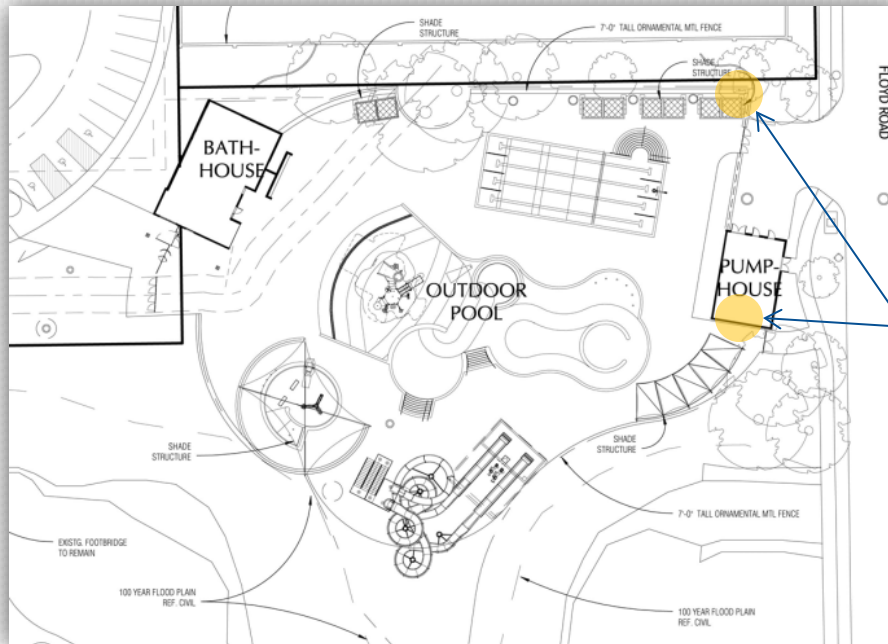 SHADE
STRUCTURE
7'-0" TALL ORNAMENTAL MTL FENCE
SHADE
STRUCTURE
FLOYD ROAD
BATH-
HOUSE
PUMP-
HOUSE
OUTDOOR
POOL
SHADE
STRUCTURE
SHADE
STRUCTURE
7'-0" TALL ORNAMENTAL MTL FENCE
EXISTG. FOOTBRIDGE
TO REMAIN
100 YEAR FLOOD PLAIN
REF. CIVIL
100 YEAR FLOOD PLAIN
REF. CIVIL